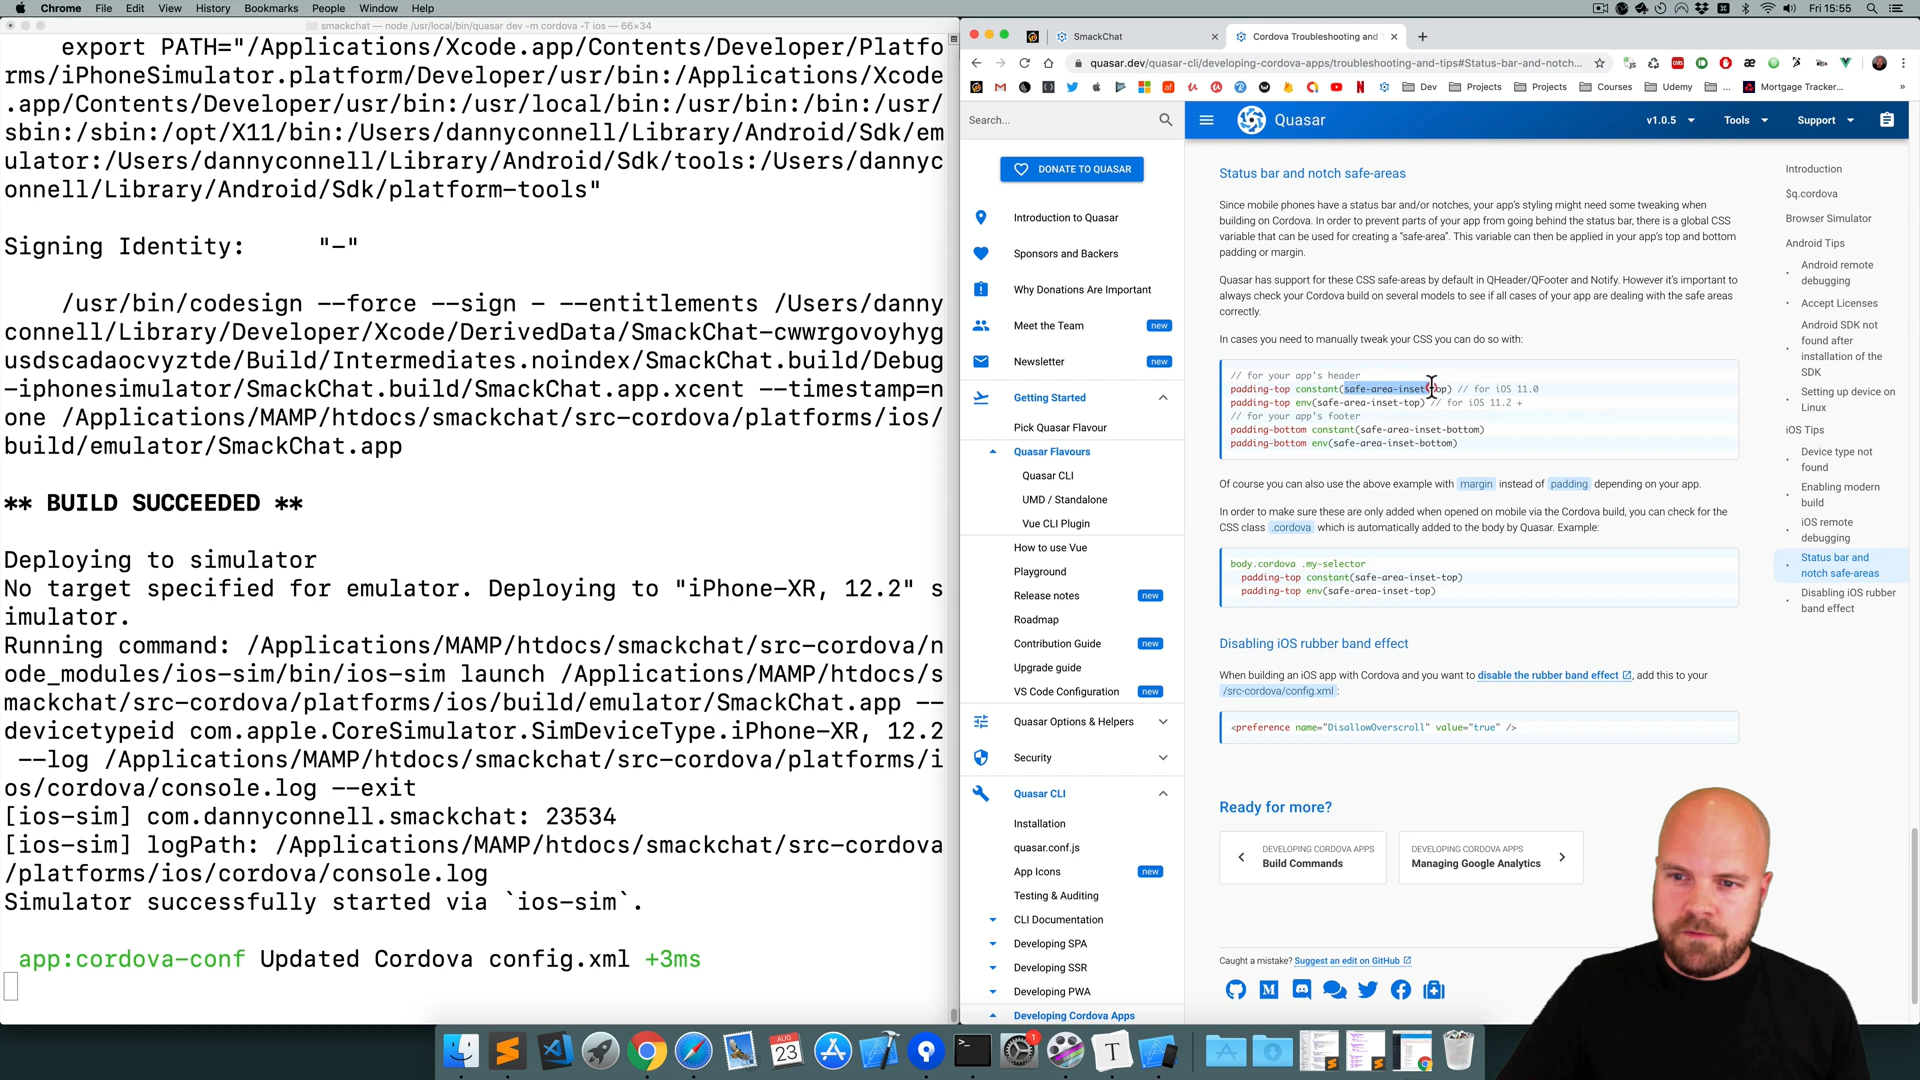 Chrome File Edit View History Bookmarks People Window Help
Fri 15:55
smackchat — node /usr/local/bin/quasar dev -m cordova -T ios — 66×34
export PATH="/Applications/Xcode.app/Contents/Developer/Platfo
rms/iPhoneSimulator.platform/Developer/usr/bin:/Applications/Xcode
.app/Contents/Developer/usr/bin:/usr/local/bin:/usr/bin:/bin:/usr/
sbin:/sbin:/opt/X11/bin:/Users/dannyconnell/Library/Android/Sdk/em
ulator:/Users/dannyconnell/Library/Android/Sdk/tools:/Users/dannyc
onnell/Library/Android/Sdk/platform-tools"
Signing Identity: "-"
/usr/bin/codesign --force --sign - --entitlements /Users/danny
connell/Library/Developer/Xcode/DerivedData/SmackChat-cwwrgovoyhyg
usdscadaocvyztde/Build/Intermediates.noindex/SmackChat.build/Debug
-iphonesimulator/SmackChat.build/SmackChat.app.xcent --timestamp=n
one /Applications/MAMP/htdocs/smackchat/src-cordova/platforms/ios/
build/emulator/SmackChat.app
** BUILD SUCCEEDED **
Deploying to simulator
No target specified for emulator. Deploying to "iPhone-XR, 12.2" s
imulator.
Running command: /Applications/MAMP/htdocs/smackchat/src-cordova/n
ode_modules/ios-sim/bin/ios-sim launch /Applications/MAMP/htdocs/s
mackchat/src-cordova/platforms/ios/build/emulator/SmackChat.app --
devicetypeid com.apple.CoreSimulator.SimDeviceType.iPhone-XR, 12.2
--log /Applications/MAMP/htdocs/smackchat/src-cordova/platforms/i
os/cordova/console.log --exit
[ios-sim] com.dannyconnell.smackchat: 23534
[ios-sim] logPath: /Applications/MAMP/htdocs/smackchat/src-cordova
/platforms/ios/cordova/console.log
Simulator successfully started via `ios-sim`.
app:cordova-conf Updated Cordova config.xml +3ms
SmackChat
Cordova Troubleshooting and
quasar.dev/quasar-cli/developing-cordova-apps/troubleshooting-and-tips#Status-bar-and-notch...
Dev Projects Projects Courses Udemy ... Mortgage Tracker...
Search...
Quasar
v1.0.5 Tools Support
DONATE TO QUASAR
Introduction to Quasar
Sponsors and Backers
Why Donations Are Important
Meet the Team new
Newsletter new
Getting Started
Pick Quasar Flavour
Quasar Flavours
Quasar CLI
UMD / Standalone
Vue CLI Plugin
How to use Vue
Playground
Release notes new
Roadmap
Contribution Guide new
Upgrade guide
VS Code Configuration new
Quasar Options & Helpers
Security
Quasar CLI
Installation
quasar.conf.js
App Icons new
Testing & Auditing
CLI Documentation
Developing SPA
Developing SSR
Developing PWA
Developing Cordova Apps
Status bar and notch safe-areas
Since mobile phones have a status bar and/or notches, your app's styling might need some tweaking when
building on Cordova. In order to prevent parts of your app from going behind the status bar, there is a global CSS
variable that can be used for creating a "safe-area". This variable can then be applied in your app's top and bottom
padding or margin.
Quasar has support for these CSS safe-areas by default in QHeader/QFooter and Notify. However it's important to
always check your Cordova build on several models to see if all cases of your app are dealing with the safe areas
correctly.
In cases you need to manually tweak your CSS you can do so with:
// for your app's header
padding-top constant(safe-area-inset-top) // for iOS 11.0
padding-top env(safe-area-inset-top) // for iOS 11.2 +
// for your app's footer
padding-bottom constant(safe-area-inset-bottom)
padding-bottom env(safe-area-inset-bottom)
Of course you can also use the above example with margin instead of padding depending on your app.
In order to make sure these are only added when opened on mobile via the Cordova build, you can check for the
CSS class .cordova which is automatically added to the body by Quasar. Example:
body.cordova .my-selector
padding-top constant(safe-area-inset-top)
padding-top env(safe-area-inset-top)
Disabling iOS rubber band effect
When building an iOS app with Cordova and you want to disable the rubber band effect, add this to your
/src-cordova/config.xml:
<preference name="DisallowOverscroll" value="true" />
Ready for more?
DEVELOPING CORDOVA APPS
Build Commands
DEVELOPING CORDOVA APPS
Managing Google Analytics
Caught a mistake? Suggest an edit on GitHub
Introduction
$q.cordova
Browser Simulator
Android Tips
Android remote
debugging
Accept Licenses
Android SDK not
found after
installation of the
SDK
Setting up device on
Linux
iOS Tips
Device type not
found
Enabling modern
build
iOS remote
debugging
Status bar and
notch safe-areas
Disabling iOS rubber
band effect
AUG
23
1
T